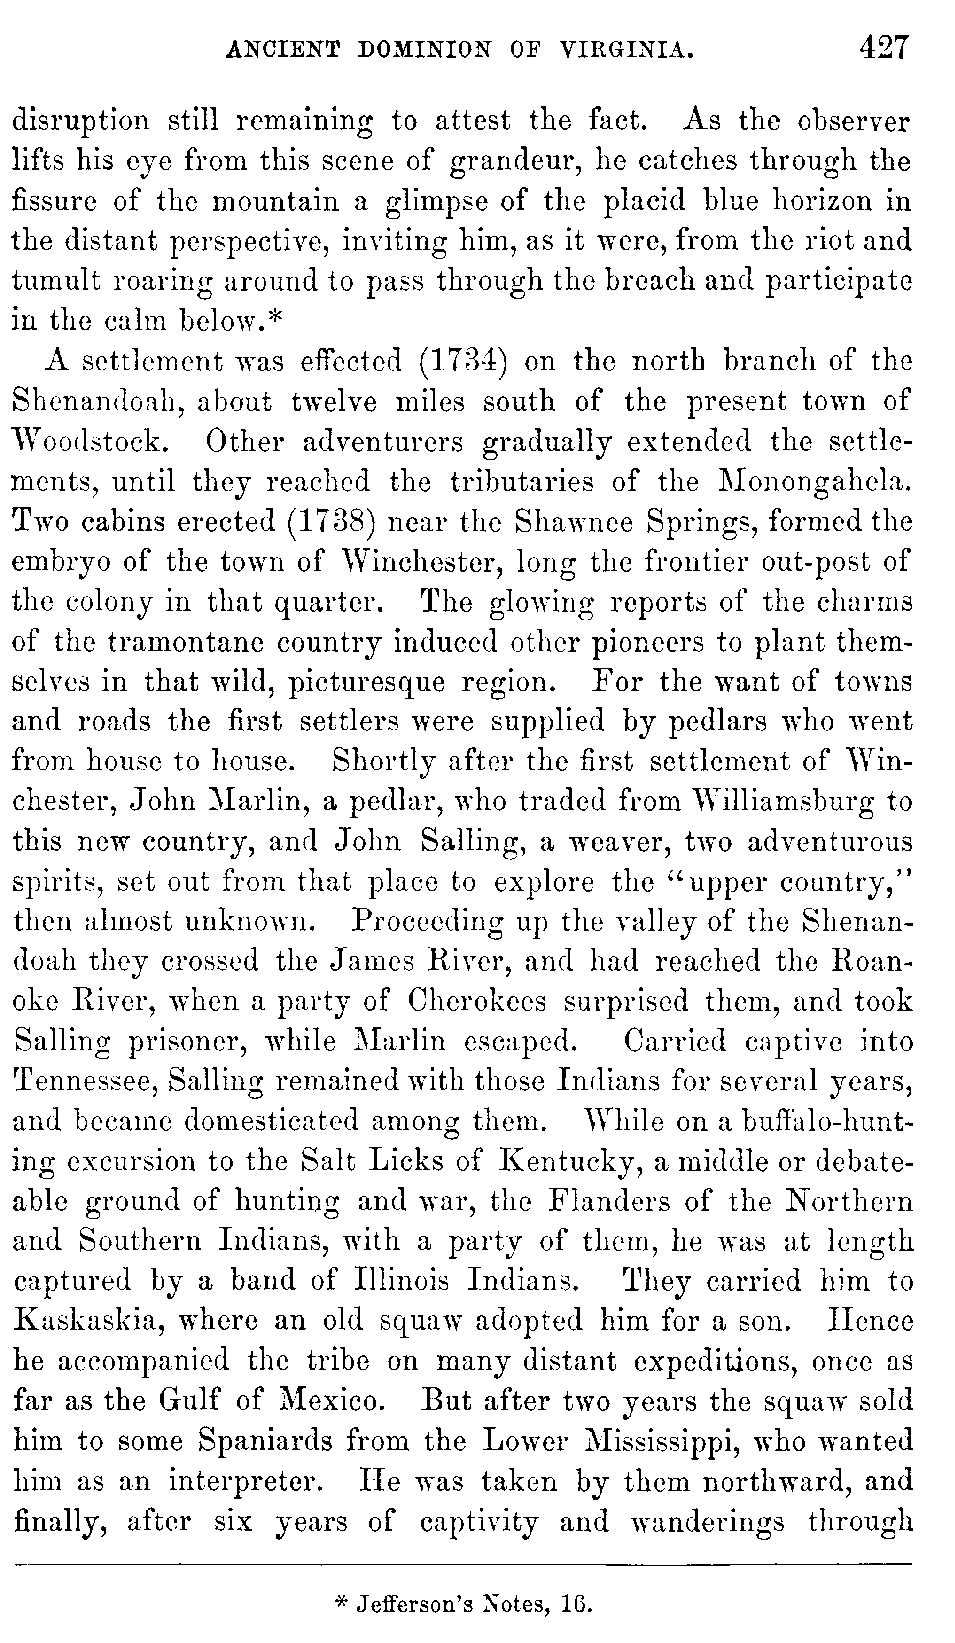 ANCIENT DOMINION OF VIRGINIA. 427
disruption still remaining to attest the fact. As the observer
lifts his eye from this scene of grandeur, he catches through the
fissure of the mountain a glimpse of the placid blue horizon in
the distant perspective, inviting him, as it were, from the riot and
tumult roaring around to pass through the breach and participate
in the calm below.*
A settlement was effected (1734) on the north branch of the
Shenandoah, about twelve miles south of the present town of
Woodstock. Other adventurers gradually extended the settle-
ments, until they reached the tributaries of the Monongahela.
Two cabins erected (1738) near the Shawnee Springs, formed the
embryo of the town of Winchester, long the frontier out-post of
the colony in that quarter. The glowing reports of the charms
of the tramontane country induced other pioneers to plant them-
selves in that wild, picturesque region. For the want of towns
and roads the first settlers were supplied by pedlars who went
from house to house. Shortly after the first settlement of Win-
chester, John Marlin, a pedlar, who traded from Williamsburg to
this new country, and John Salling, a weaver, two adventurous
spirits, set out from that place to explore the "upper country,"
then almost unknown. Proceeding up the valley of the Shenan-
doah they crossed the James River, and had reached the Roan-
oke River, when a party of Cherokees surprised them, and took
Salling prisoner, while Marlin escaped. Carried captive into
Tennessee, Salling remained with those Indians for several years,
and became domesticated among them. While on a buffalo-hunt-
ing excursion to the Salt Licks of Kentucky, a middle or debate-
able ground of hunting and war, the Flanders of the Northern
and Southern Indians, with a party of them, he was at length
captured by a band of Illinois Indians. They carried him to
Kaskaskia, where an old squaw adopted him for a son. Hence
he accompanied the tribe on many distant expeditions, once as
far as the Gulf of Mexico. But after two years the squaw sold
him to some Spaniards from the Lower Mississippi, who wanted
him as an interpreter. He was taken by them northward, and
finally, after six years of captivity and wanderings through
* Jefferson's Notes, 16.